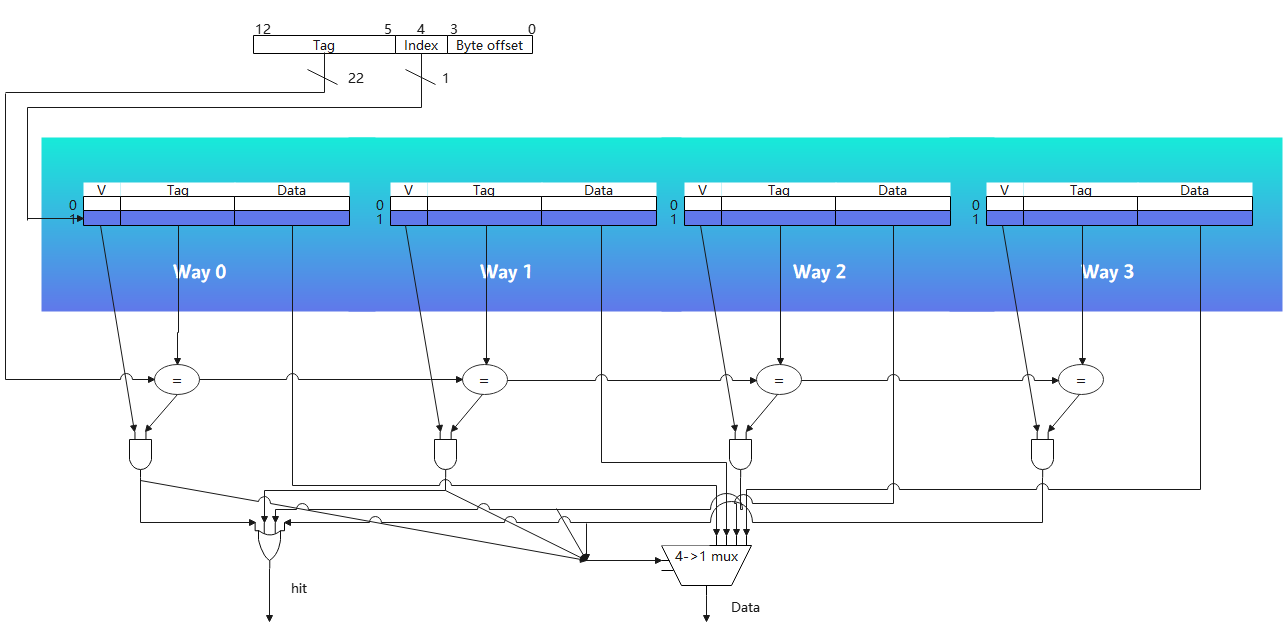 12 5 4 3 0
Tag Index Byte offset
22 1
V Tag Data V Tag Data V Tag Data V Tag Data
0 0 0 0
1 1 1 1
Way 0 Way 1 Way 2 Way 3
= = = =
4->1 mux
hit
Data